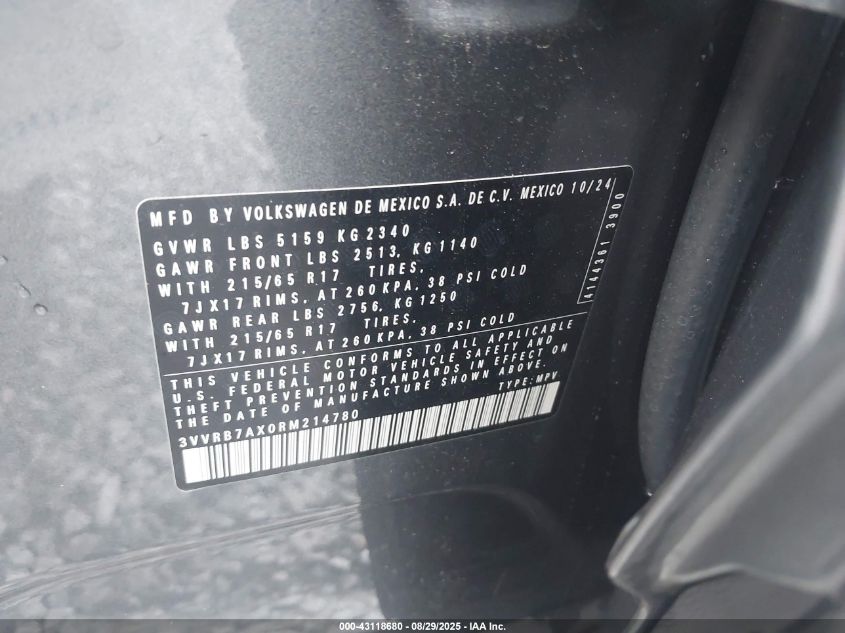 MFD BY VOLKSWAGEN DE MEXICO S.A. DE C.V. MEXICO 10/24
GVWR LBS 5159 KG 2340
GAWR FRONT LBS 2513, KG 1140
WITH 215/65 R17 TIRES,
7JX17 RIMS, AT 260 KPA, 38 PSI COLD
GAWR REAR LBS 2756, KG 1250
WITH 215/65 R17 TIRES,
7JX17 RIMS, AT 260 KPA, 38 PSI COLD
4144361 3900
THIS VEHICLE CONFORMS TO ALL APPLICABLE
U.S. FEDERAL MOTOR VEHICLE SAFETY AND
THEFT PREVENTION STANDARDS IN EFFECT ON
THE DATE OF MANUFACTURE SHOWN ABOVE.
3VVRB7AX0RM214780 TYPE: MPV
000-43118680 - 08/29/2025 - IAA Inc.